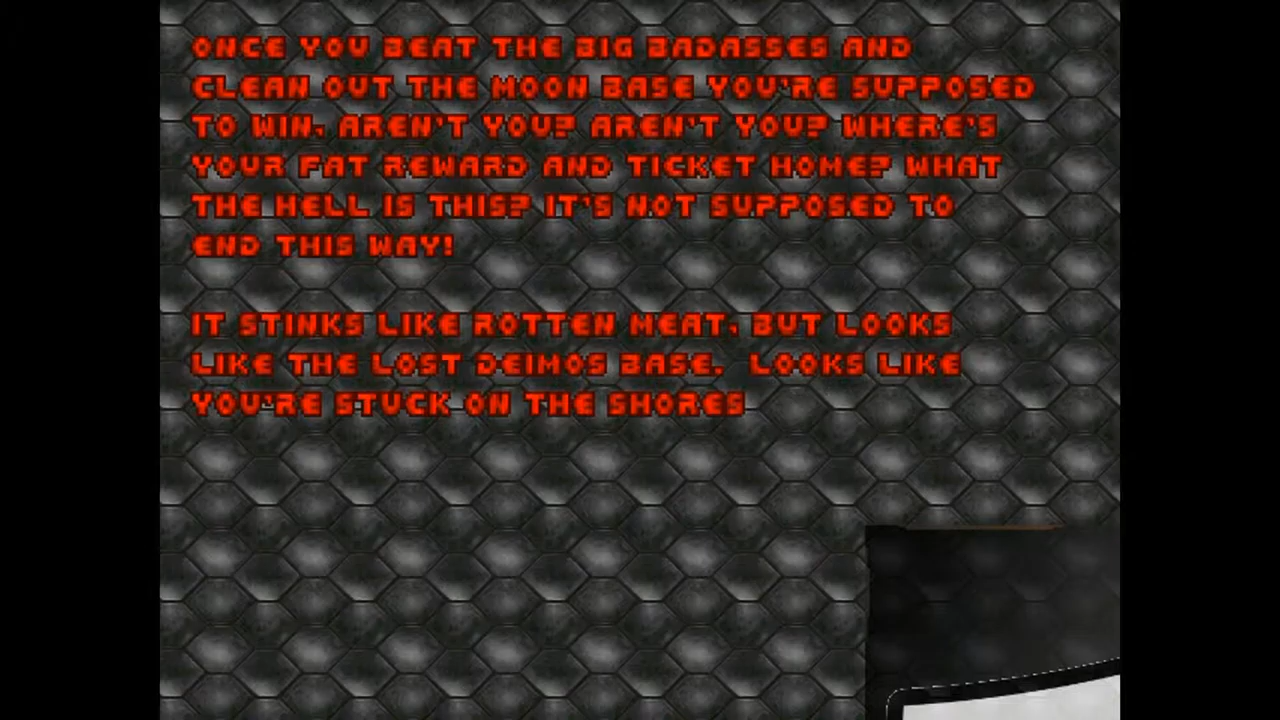 ONCE YOU BEAT THE BIG BADASSES AND
CLEAN OUT THE MOON BASE YOU'RE SUPPOSED
TO WIN, AREN'T YOU? AREN'T YOU? WHERE'S
YOUR FAT REWARD AND TICKET HOME? WHAT
THE HELL IS THIS? IT'S NOT SUPPOSED TO
END THIS WAY!
IT STINKS LIKE ROTTEN MEAT, BUT LOOKS
LIKE THE LOST DEIMOS BASE. LOOKS LIKE
YOU'RE STUCK ON THE SHORES